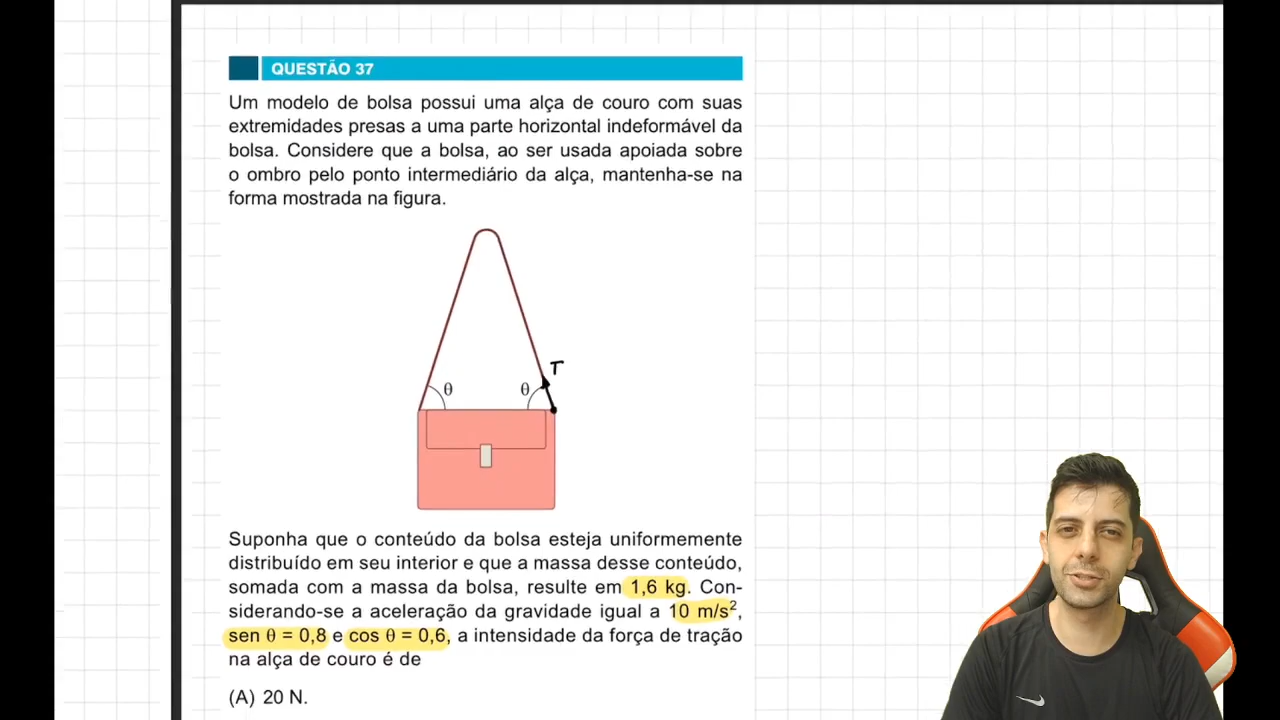 QUESTÃO 37
Um modelo de bolsa possui uma alça de couro com suas
extremidades presas a uma parte horizontal indeformável da
bolsa. Considere que a bolsa, ao ser usada apoiada sobre
o ombro pelo ponto intermediário da alça, mantenha-se na
forma mostrada na figura.
T
θ θ
Suponha que o conteúdo da bolsa esteja uniformemente
distribuído em seu interior e que a massa desse conteúdo,
somada com a massa da bolsa, resulte em 1,6 kg. Con-
siderando-se a aceleração da gravidade igual a 10 m/s²,
sen θ = 0,8 e cos θ = 0,6, a intensidade da força de tração
na alça de couro é de
(A) 20 N.